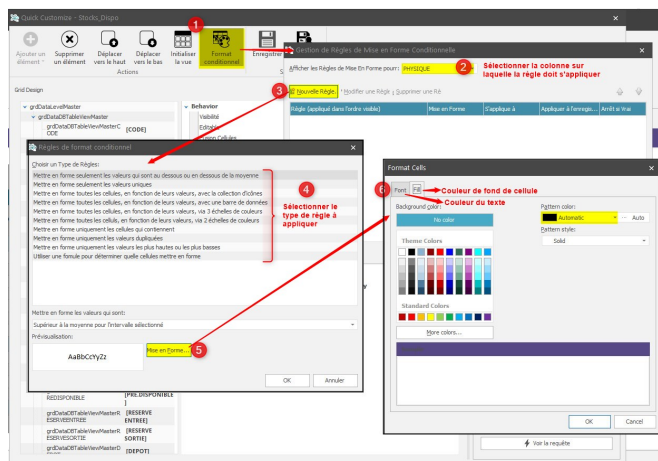 Quick Customize - Stocks_Dispo
Ajouter un élément
Supprimer un élément
Déplacer vers le haut
Déplacer vers le bas
Initialiser la vue
Format conditionnel
Enregistrer
Actions
1
Gestion de Règles de Mise en Forme Conditionnelle
Afficher les Règles de Mise En Forme pour:
PHYSIQUE
2
Sélectionner la colonne sur
laquelle la règle doit s'appliquer
3
Nouvelle Règle.
Modifier une Règl
Supprimer une Rè
Règle (appliqué dans l'ordre visible)
Mise en Forme
S'applique à
Appliquer à l'enregis...
Arrêt si Vrai
Grid Design
grdDataLevelMaster
grdDataDBTableViewMaster
grdDataDBTableViewMasterC
ODE
[CODE]
Behavior
Visibilité
Editable
Règles de format conditionnel
Choisir un Type de Règles:
Mettre en forme seulement les valeurs qui sont au dessous ou en dessous de la moyenne
Mettre en forme seulement les valeurs uniques
Mettre en forme toutes les cellules, en fonction de leurs valeurs, avec la collection d'icônes
Mettre en forme toutes les cellules, en fonction de leurs valeurs, avec une barre de données
Mettre en forme toutes les cellules, en fonction de leurs valeurs, via 3 échelles de couleurs
Mettre en forme toutes les celluls, en fonction de leurs valeurs, via 2 échelles de couleurs
Mettre en forme uniquement les cellules qui contiennent
Mettre en forme uniquement les valeurs dupliquées
Mettre en forme uniquement les valeurs les plus hautes ou les plus basses
Utiliser une fomule pour déterminer quelle cellules mettre en forme
4
Sélectionner le
type de règle à
appliquer
Mettre en forme les valeurs qui sont:
Supérieur à la moyenne pour l'intervalle sélectionné
Prévisualisation:
AaBbCcYyZz
Mise en Forme...
5
OK
Annuler
Format Cells
6
Font
Fill
Couleur de fond de cellule
Couleur du texte
Background color:
No color
Theme Colors
Standard Colors
More colors...
Pattern color:
Automatic
Auto
Pattern style:
Solid
OK
Cancel
REDISPONIBLE
[PRE.DISPONIBLE
]
grdDataDBTableViewMasterR
ESERVEENTREE
[RESERVE
ENTREE]
grdDataDBTableViewMasterR
ESERVESORTIE
[RESERVE
SORTIE]
grdDataDBTableViewMasterD
[DEPOT]
Voir la requête